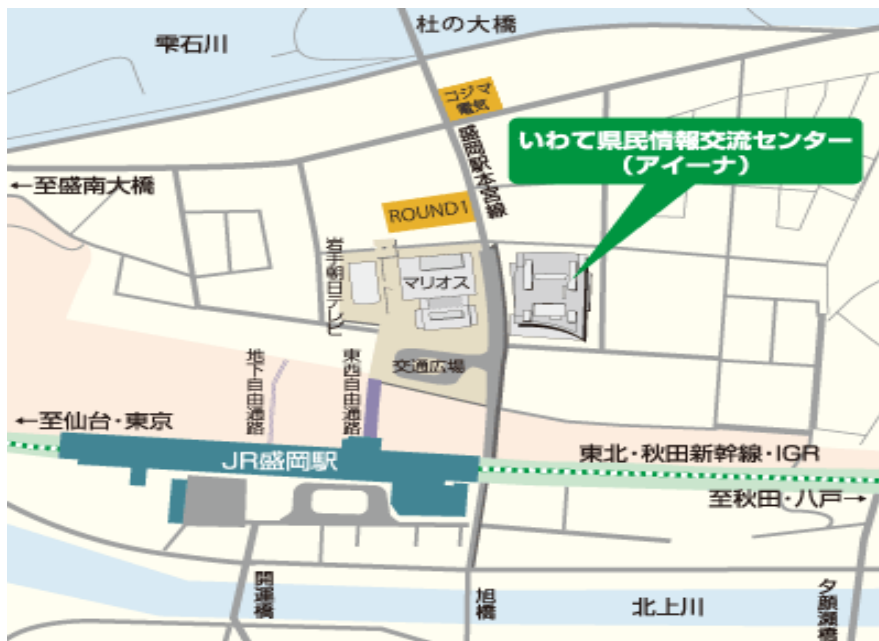 杜の大橋
雫石川
コジマ
電気
盛岡駅本宮線
いわて県民情報交流センター
(アイーナ)
←至盛南大橋
ROUND1
岩手朝日テレビ
マリオス
交通広場
地下自由通路
東西自由通路
←至仙台・東京
JR盛岡駅
東北・秋田新幹線・IGR
至秋田・八戸→
開運橋
旭橋
北上川
夕顔瀬橋